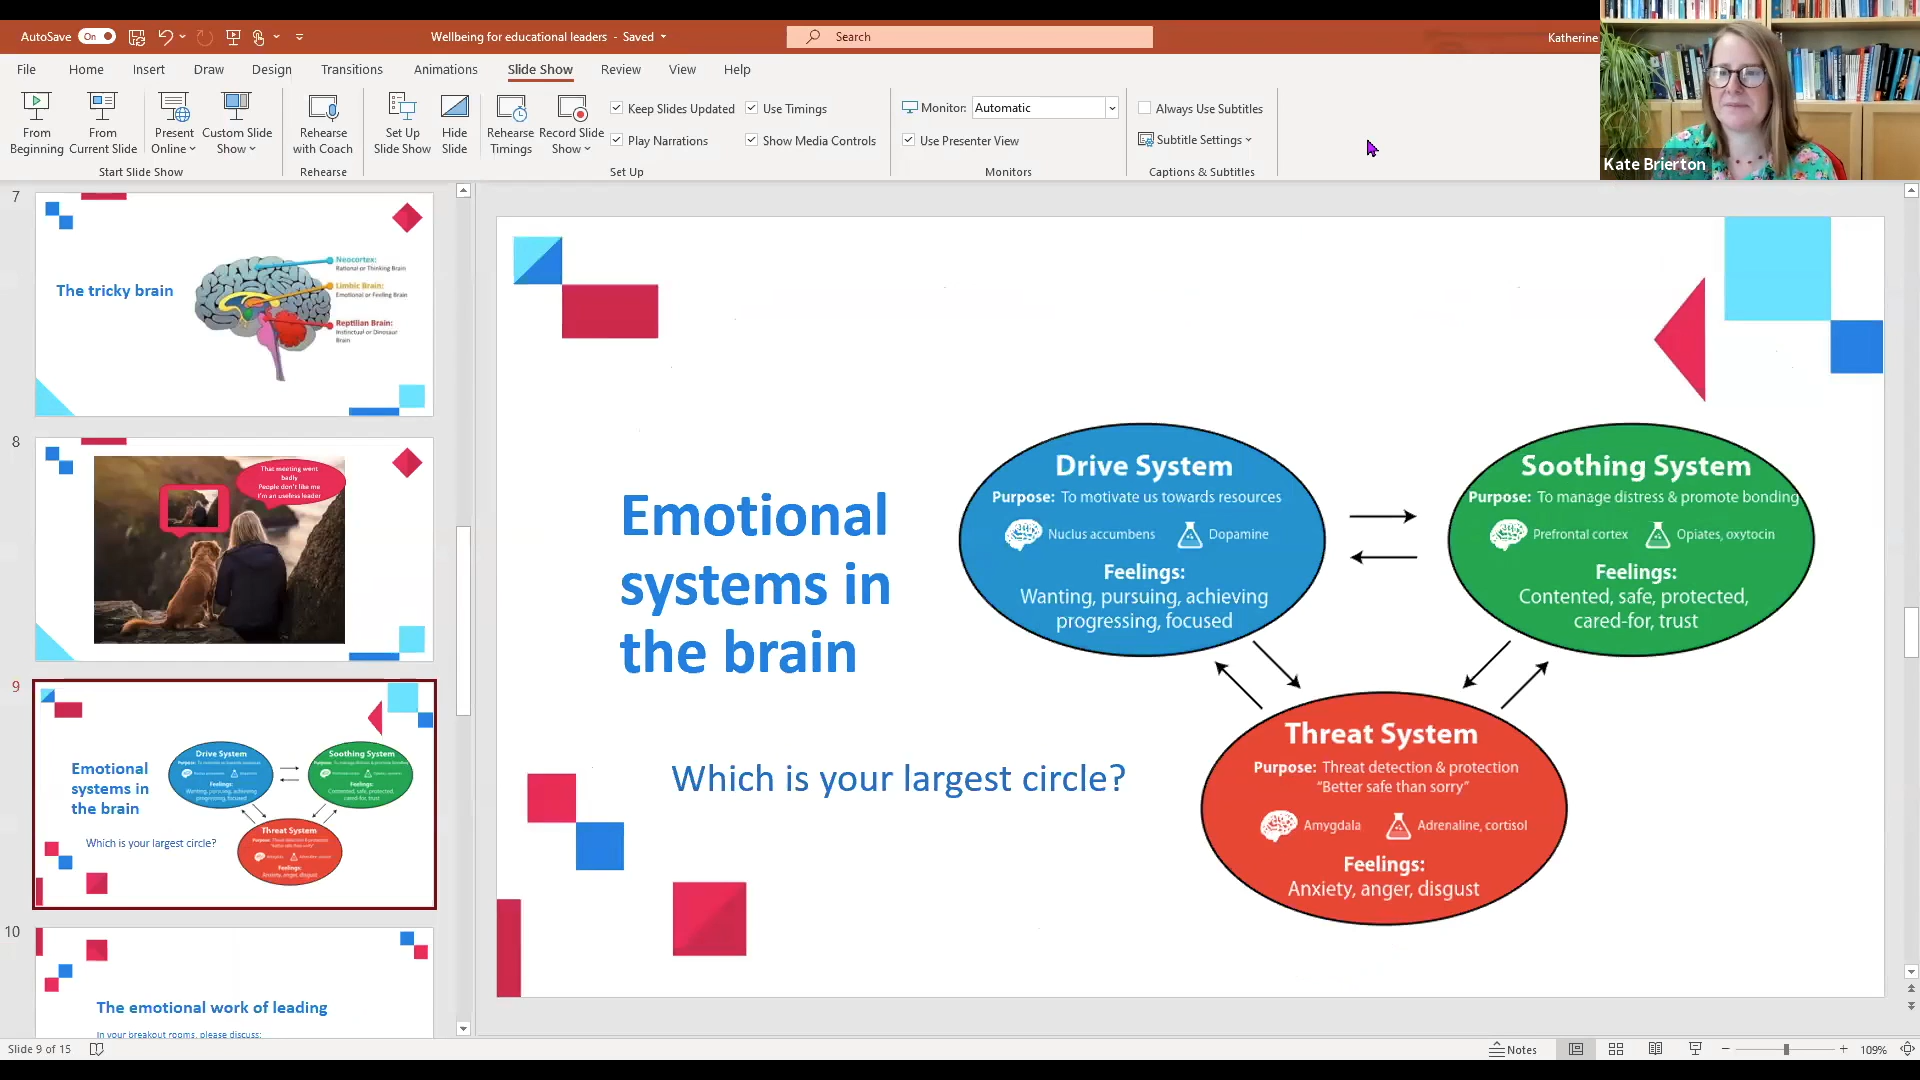 AutoSave On
Wellbeing for educational leaders - Saved
Search
Katherine
File Home Insert Draw Design Transitions Animations Slide Show Review View Help
From Beginning
From Current Slide
Present Online
Custom Slide Show
Start Slide Show
Rehearse with Coach
Rehearse
Set Up Slide Show
Hide Slide
Rehearse Timings
Record Slide Show
Keep Slides Updated
Play Narrations
Use Timings
Show Media Controls
Set Up
Monitor: Automatic
Use Presenter View
Monitors
Always Use Subtitles
Subtitle Settings
Captions & Subtitles
Kate Brierton
7
The tricky brain
Neocortex:
Rational or Thinking Brain
Limbic Brain:
Emotional or Feeling Brain
Reptilian Brain:
Instinctual or Dinosaur
Brain
8
That meeting went
badly
People don't like me
I'm an useless leader
9
Emotional
systems in
the brain
Which is your largest circle?
Drive System
Soothing System
Threat System
10
The emotional work of leading
In your breakout rooms, please discuss:
Emotional
systems in
the brain
Which is your largest circle?
Drive System
Purpose: To motivate us towards resources
Nuclus accumbens Dopamine
Feelings:
Wanting, pursuing, achieving
progressing, focused
Soothing System
Purpose: To manage distress & promote bonding
Prefrontal cortex Opiates, oxytocin
Feelings:
Contented, safe, protected,
cared-for, trust
Threat System
Purpose: Threat detection & protection
“Better safe than sorry”
Amygdala Adrenaline, cortisol
Feelings:
Anxiety, anger, disgust
Slide 9 of 15
Notes
109%